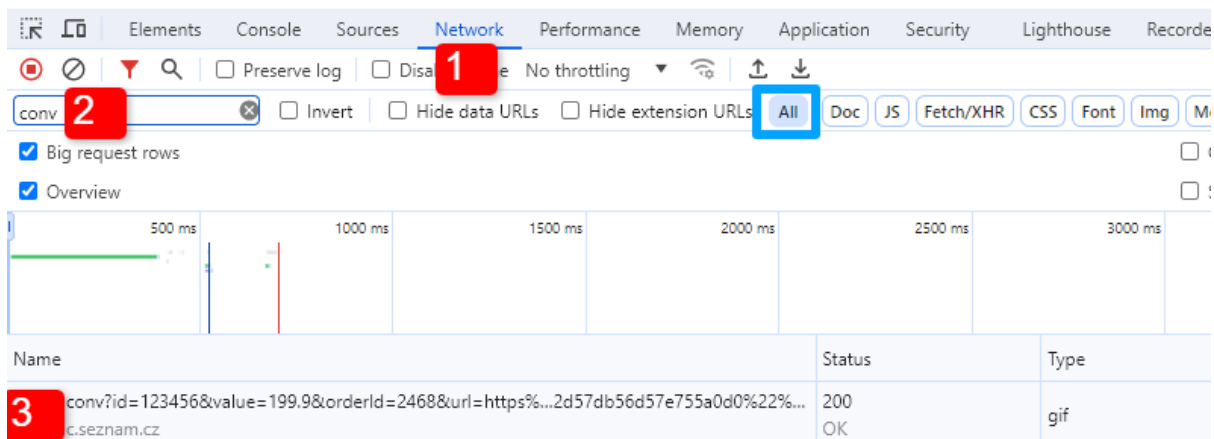 Elements Console Sources Network Performance Memory Application Security Lighthouse Recorde
Preserve log Disa 1 e No throttling
conv 2 Invert Hide data URLs Hide extension URLs All Doc JS Fetch/XHR CSS Font Img M
Big request rows
Overview
500 ms 1000 ms 1500 ms 2000 ms 2500 ms 3000 ms
Name Status Type
3 conv?id=123456&value=199.9&orderId=2468&url=https%...2d57db56d57e755a0d0%22%... 200 gif
c.seznam.cz OK